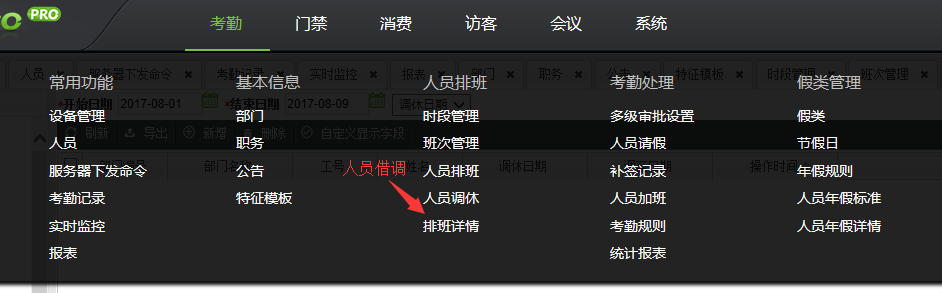 PRO 考勤 门禁 消费 访客 会议 系统
人员 服务器下发命令 考勤记录 实时监控 报表 部门 职务 公告 特征模板 时段管理 班次管理
常用功能 基本信息 人员排班 考勤处理 假类管理
*开始日期 2017-08-01 *结束日期 2017-08-09 调休日期
设备管理 部门 时段管理 多级审批设置 假类
刷新 导出 新增 删除 自定义显示字段
人员 职务 班次管理 人员请假 节假日
部门名称 工号 姓名 调休日期 操作时间
人员借调
服务器下发命令 公告 人员排班 补签记录 年假规则
考勤记录 特征模板 人员调休 人员加班 人员年假标准
实时监控 排班详情 考勤规则 人员年假详情
报表 统计报表